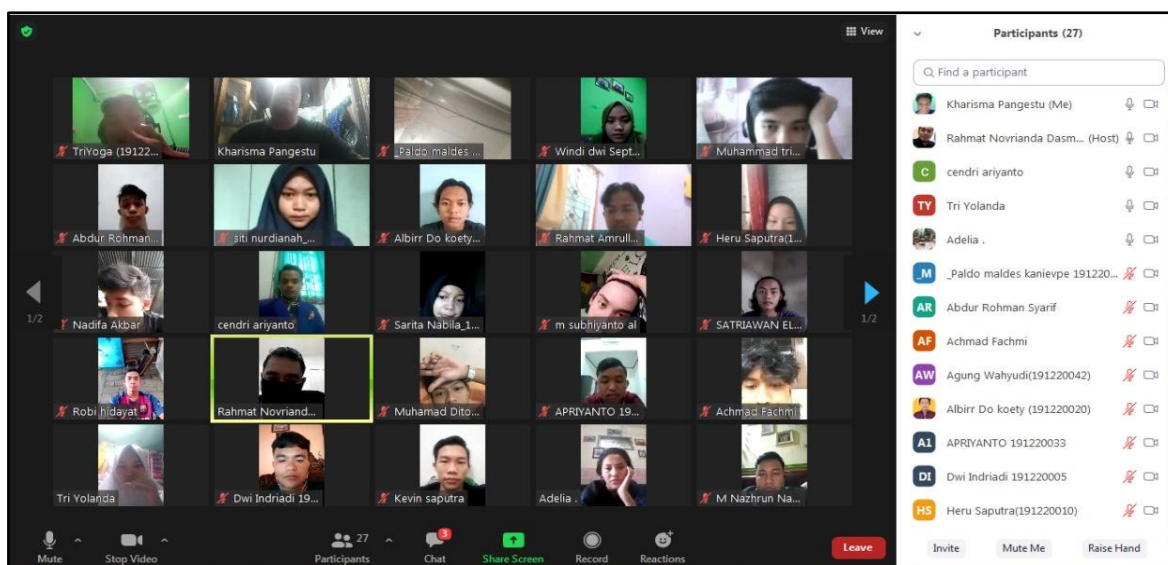 View
Participants (27)
Find a participant
TriYoga (19122...
Kharisma Pangestu
_Paldo maldes ...
Windi dwi Sept...
Muhammad tri...
Abdur Rohman...
siti nurdianah_...
Albirr Do koety...
Rahmat Amrull...
Heru Saputra(1...
1/2
Nadifa Akbar
cendri ariyanto
Sarita Nabila_1...
m subhiyanto al
SATRIAWAN EL...
1/2
Robi hidayat
Rahmat Novriand...
Muhamad Dito...
APRIYANTO 19...
Achmad Fachmi
Tri Yolanda
Dwi Indriadi 19...
Kevin saputra
Adelia .
M Nazhrun Na...
Mute
Stop Video
27
Participants
3
Chat
Share Screen
Record
Reactions
Leave
Kharisma Pangestu (Me)
Rahmat Novrianda Dasm... (Host)
C cendri ariyanto
TY Tri Yolanda
Adelia .
_M _Paldo maldes kanievpe 191220...
AR Abdur Rohman Syarif
AF Achmad Fachmi
AW Agung Wahyudi(191220042)
Albirr Do koety (191220020)
A1 APRIYANTO 191220033
DI Dwi Indriadi 191220005
HS Heru Saputra(191220010)
Invite
Mute Me
Raise Hand